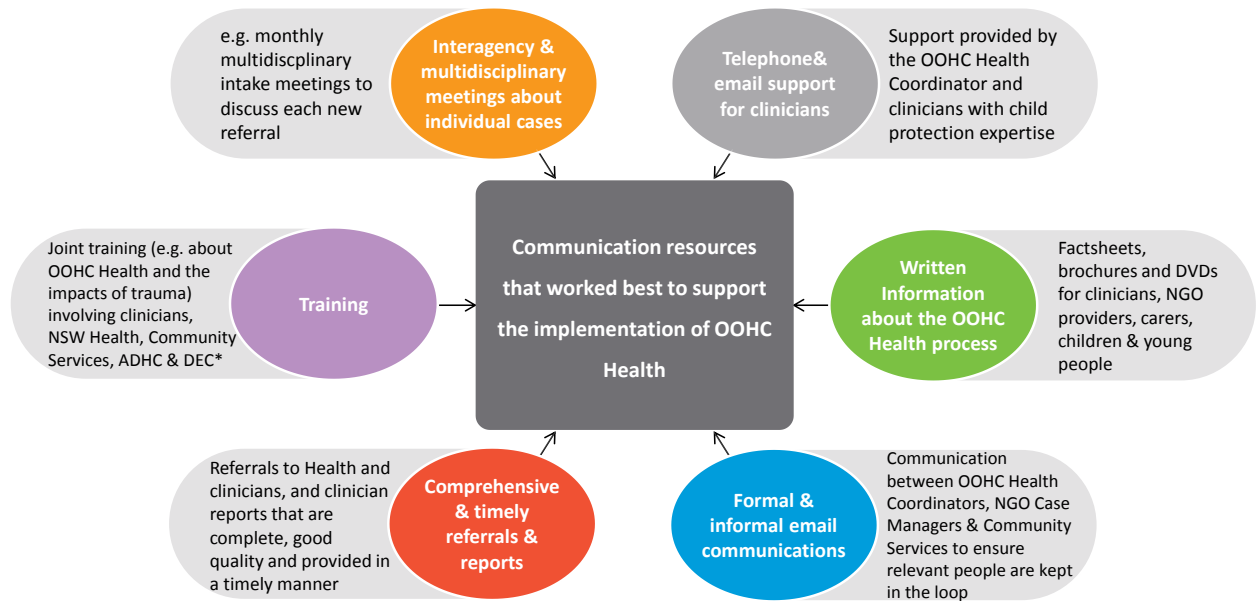 e.g. monthly
multidiscplinary
intake meetings to
discuss each new
referral
Interagency &
multidisciplinary
meetings about
individual cases
Telephone&
email support
for clinicians
Support provided by
the OOHC Health
Coordinator and
clinicians with child
protection expertise
Joint training (e.g. about
OOHC Health and the
impacts of trauma)
involving clinicians,
NSW Health, Community
Services, ADHC & DEC*
Training
Communication resources
that worked best to support
the implementation of OOHC
Health
Written
Information
about the OOHC
Health process
Factsheets,
brochures and DVDs
for clinicians, NGO
providers, carers,
children & young
people
Referrals to Health and
clinicians, and clinician
reports that are
complete, good
quality and provided in
a timely manner
Comprehensive
& timely
referrals &
reports
Formal &
informal email
communications
Communication
between OOHC Health
Coordinators, NGO Case
Managers & Community
Services to ensure
relevant people are kept
in the loop